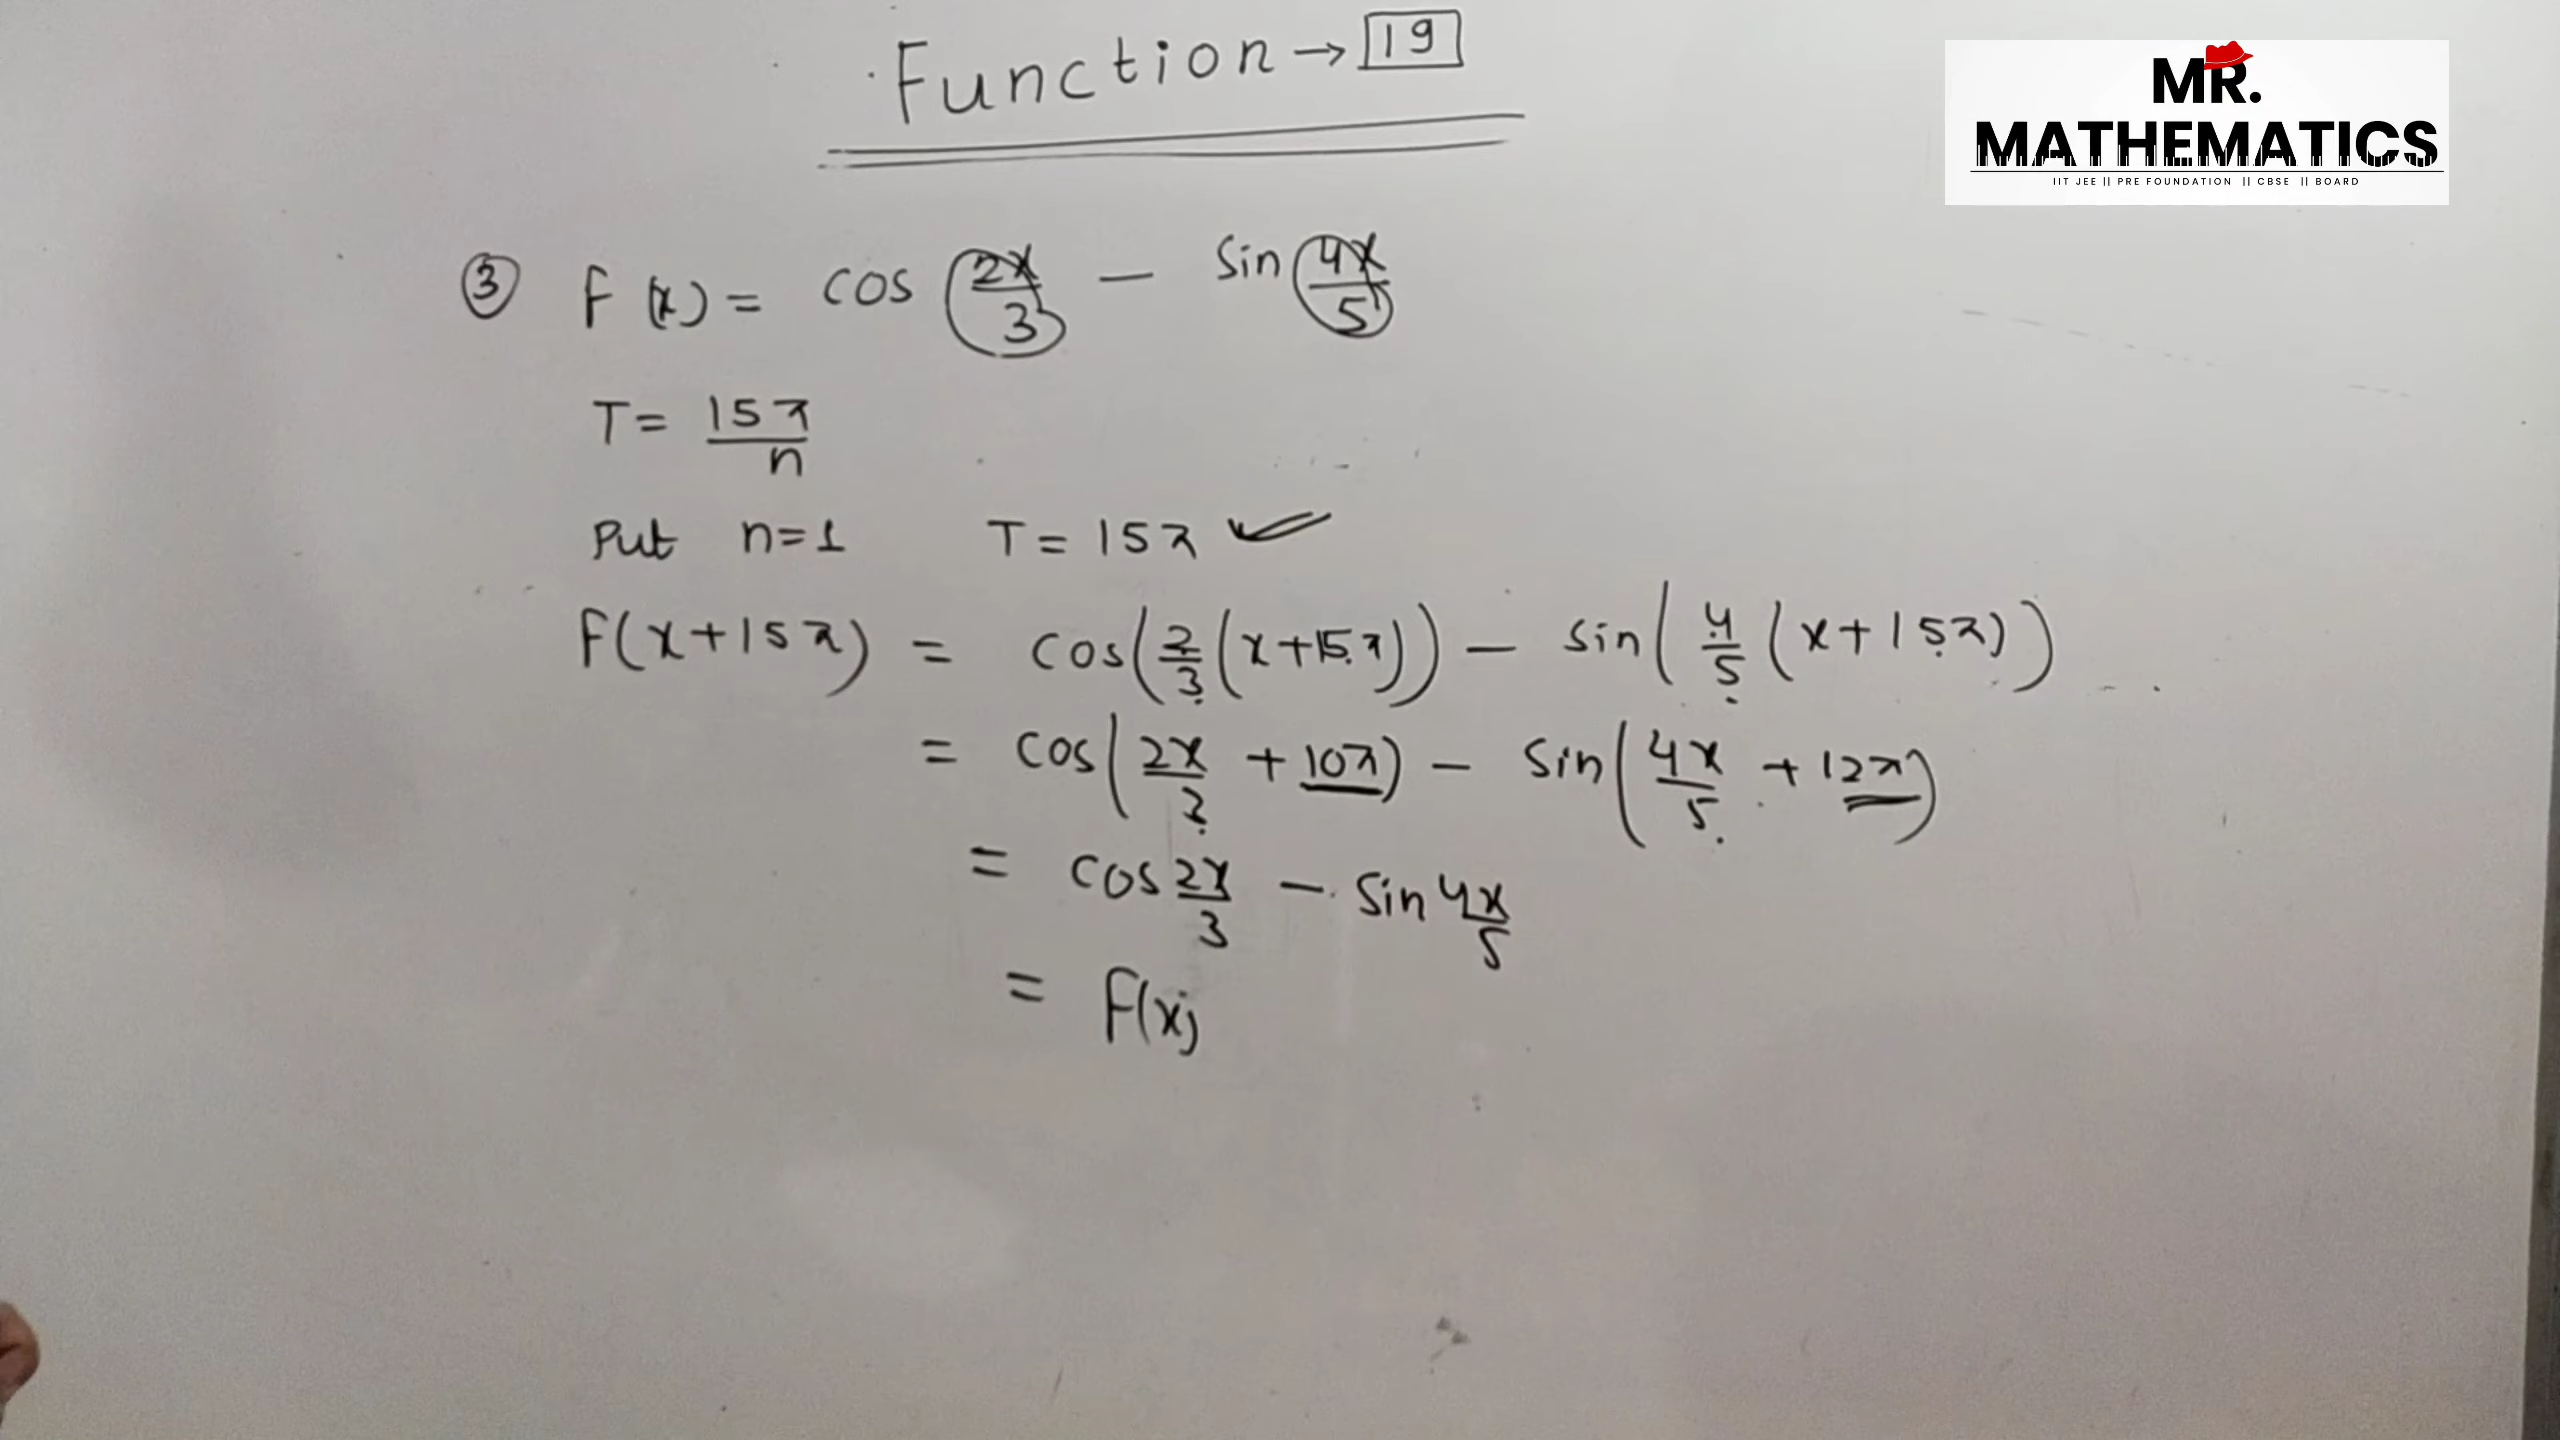 Function → 19
MR.
MATHEMATICS
IIT JEE || PRE FOUNDATION || CBSE || BOARD
③ F(x) = cos 2x/3 − sin 4x/5
T = 15π/n
Put n=1 T = 15π ✓
F(x+15π) = cos(2/3(x+15π)) − sin(4/5(x+15π))
= cos(2x/3 + 10π) − sin(4x/5 + 12π)
= cos 2x/3 − sin 4x/5
= F(x)